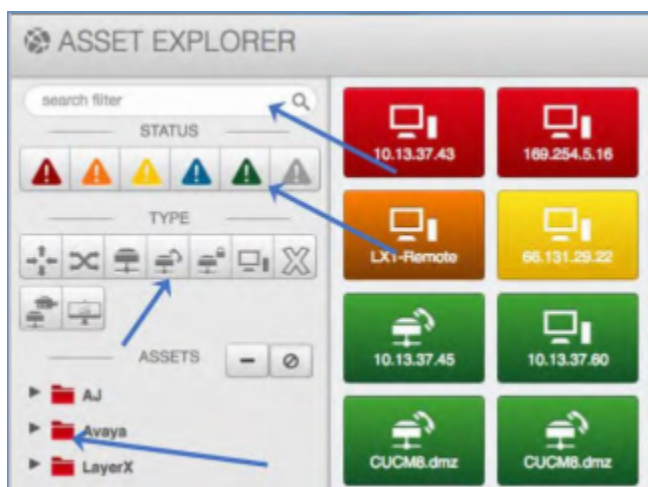 ASSET EXPLORER
search filter
STATUS
TYPE
ASSETS
AJ
Avaya
LayerX
10.13.37.43
169.254.5.16
LX1-Remote
66.131.29.22
10.13.37.45
10.13.37.60
CUCM8.dmz
CUCM8.dmz